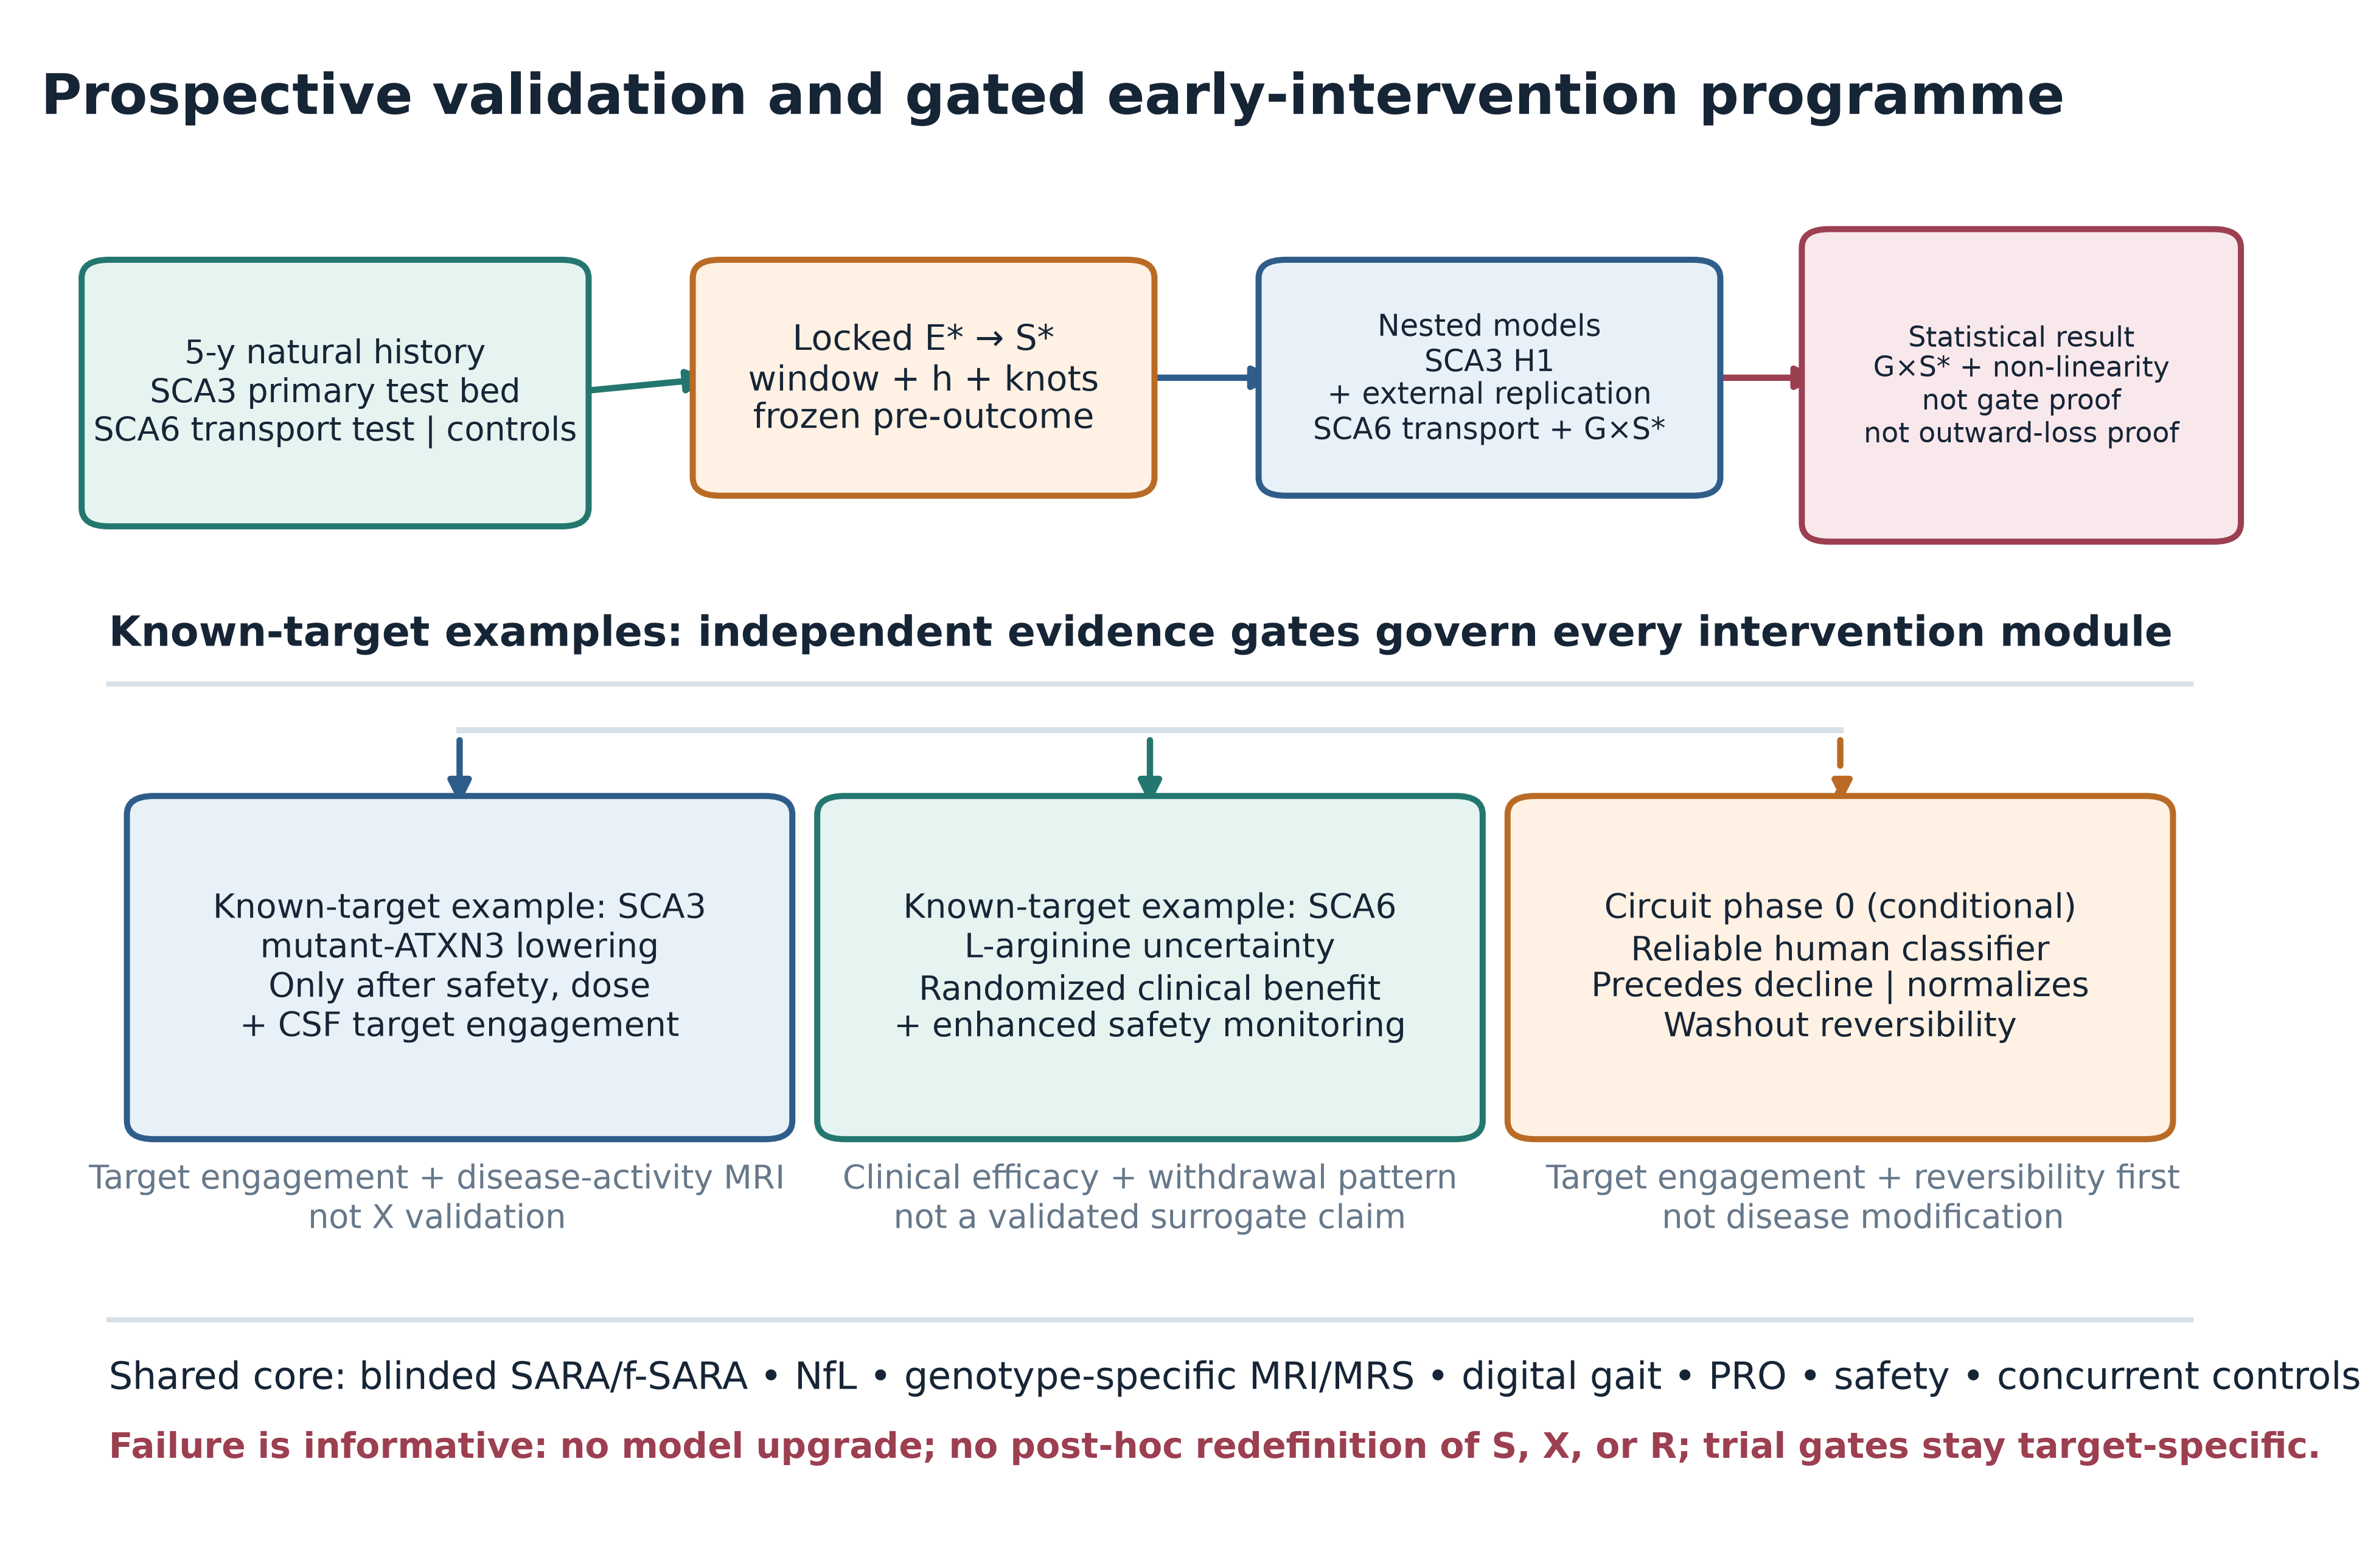 Prospective validation and gated early-intervention programme
5-y natural history
SCA3 primary test bed
SCA6 transport test | controls
Locked E* → S*
window + h + knots
frozen pre-outcome
Nested models
SCA3 H1
+ external replication
SCA6 transport + G×S*
Statistical result
G×S* + non-linearity
not gate proof
not outward-loss proof
Known-target examples: independent evidence gates govern every intervention module
Known-target example: SCA3
mutant-ATXN3 lowering
Only after safety, dose
+ CSF target engagement
Known-target example: SCA6
L-arginine uncertainty
Randomized clinical benefit
+ enhanced safety monitoring
Circuit phase 0 (conditional)
Reliable human classifier
Precedes decline | normalizes
Washout reversibility
Target engagement + disease-activity MRI
not X validation
Clinical efficacy + withdrawal pattern
not a validated surrogate claim
Target engagement + reversibility first
not disease modification
Shared core: blinded SARA/f-SARA • NfL • genotype-specific MRI/MRS • digital gait • PRO • safety • concurrent controls
Failure is informative: no model upgrade; no post-hoc redefinition of S, X, or R; trial gates stay target-specific.